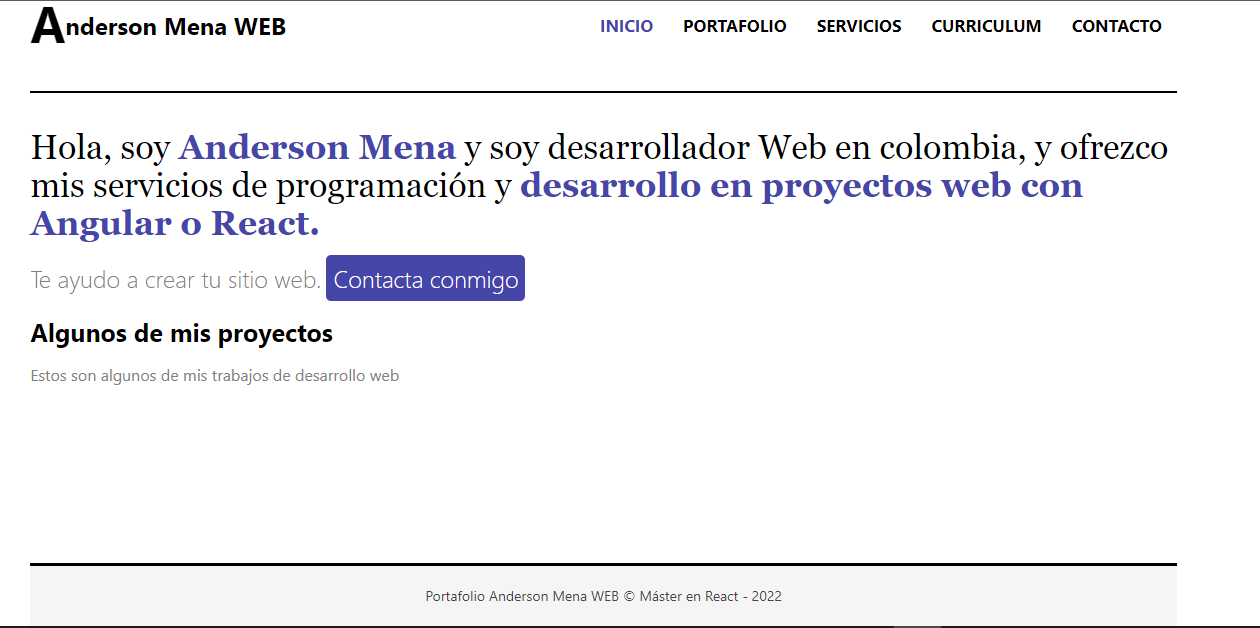 Anderson Mena WEB
INICIO PORTAFOLIO SERVICIOS CURRICULUM CONTACTO
Hola, soy Anderson Mena y soy desarrollador Web en colombia, y ofrezco
mis servicios de programación y desarrollo en proyectos web con
Angular o React.
Te ayudo a crear tu sitio web. Contacta conmigo
Algunos de mis proyectos
Estos son algunos de mis trabajos de desarrollo web
Portafolio Anderson Mena WEB © Máster en React - 2022